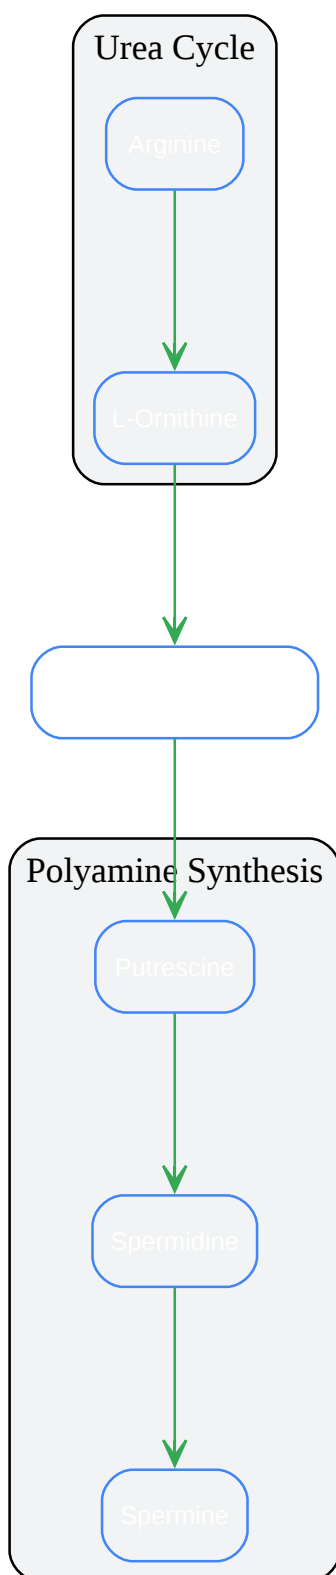 Urea Cycle
Arginine
L-Ornithine
Polyamine Synthesis
Putrescine
Spermidine
Spermine